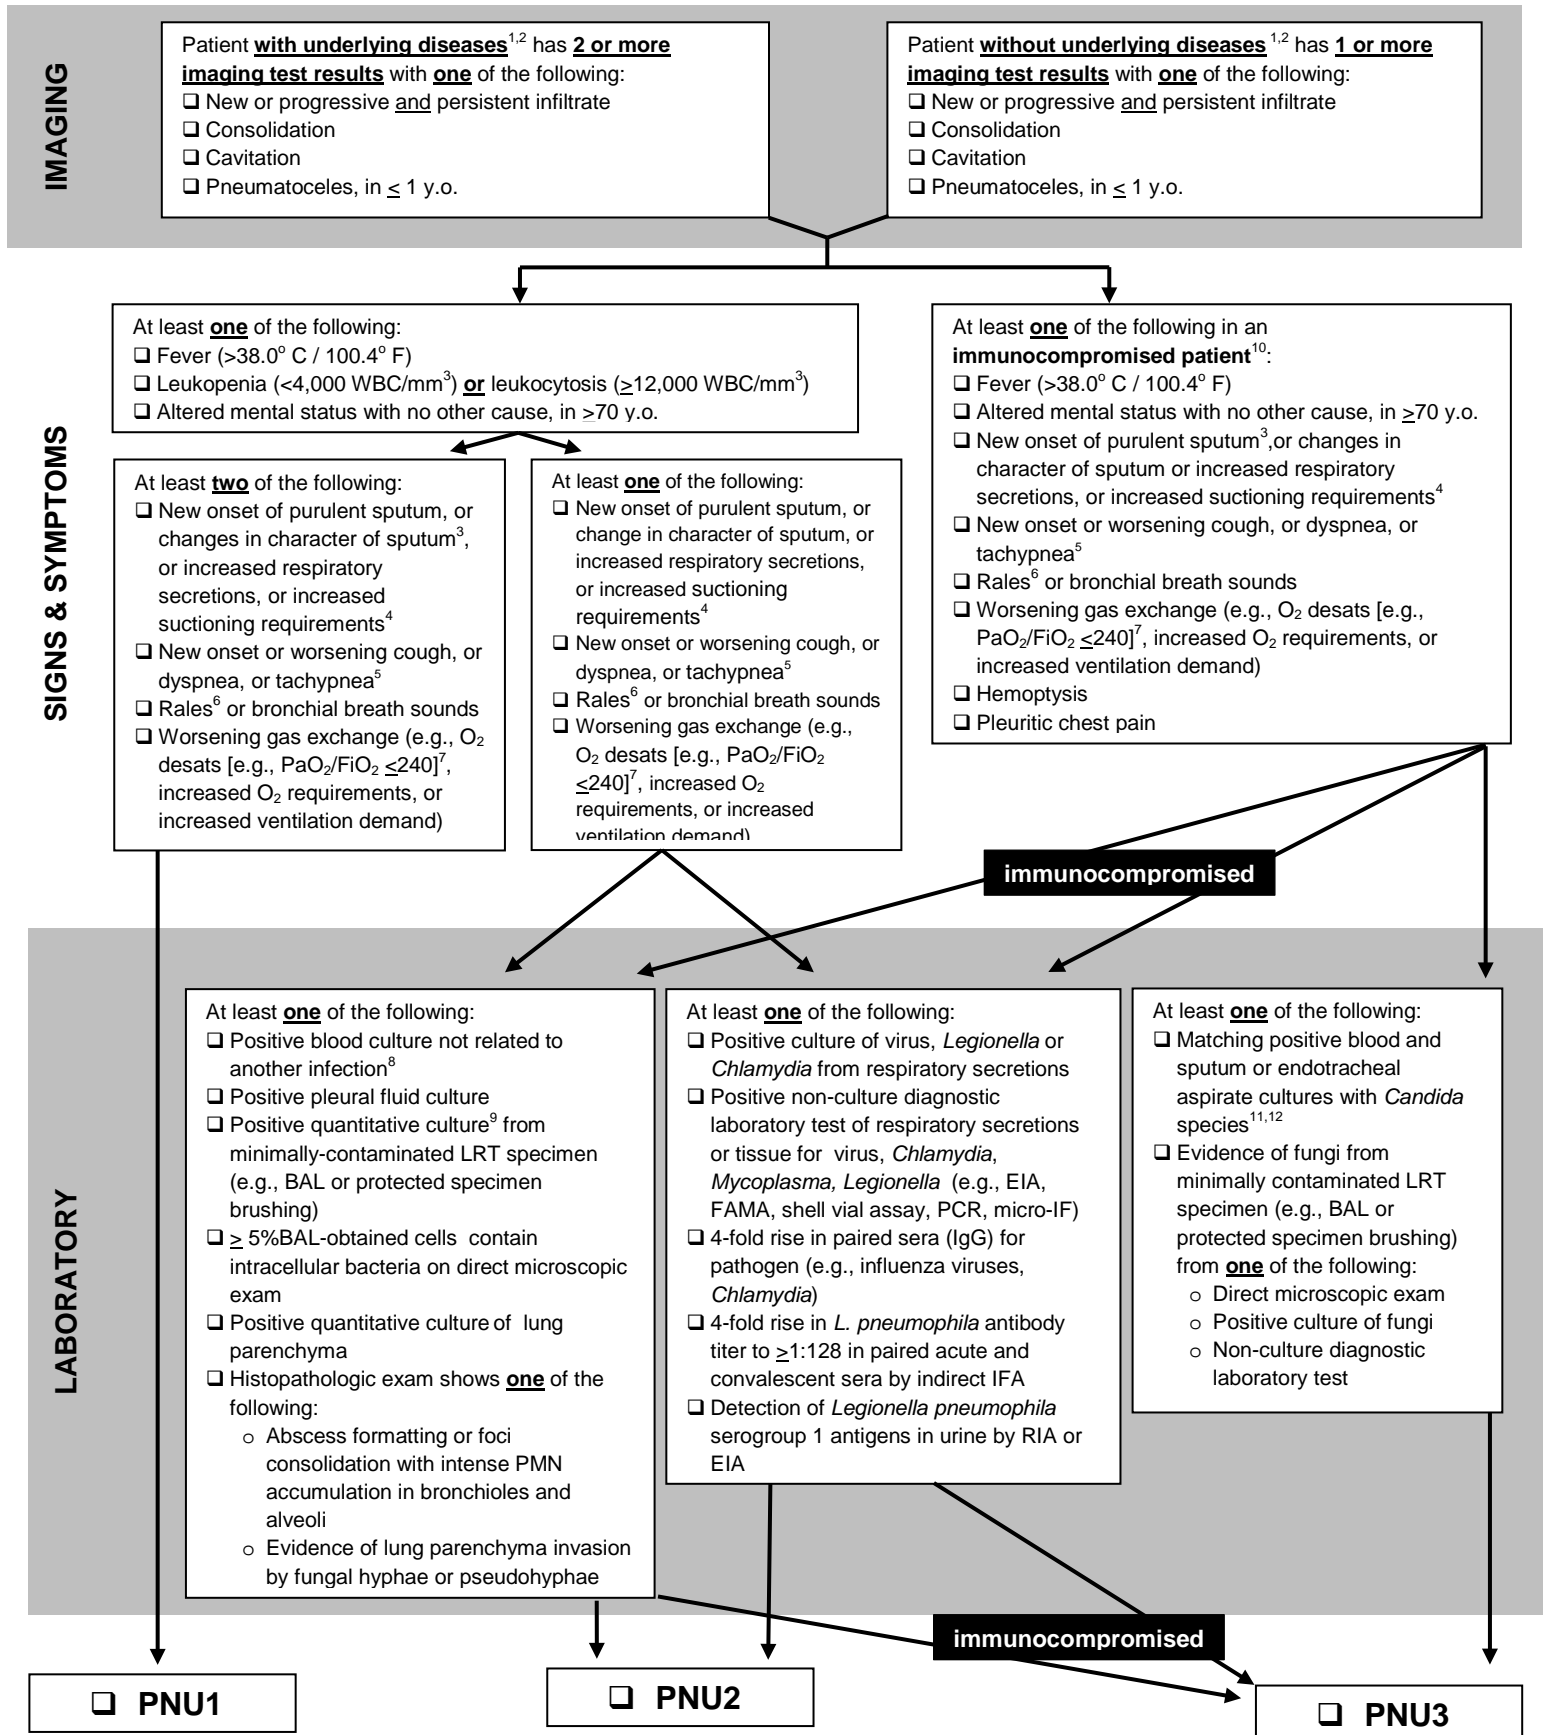 IMAGING
Patient with underlying diseases1,2 has 2 or more
imaging test results with one of the following:
❑ New or progressive and persistent infiltrate
❑ Consolidation
❑ Cavitation
❑ Pneumatoceles, in ≤ 1 y.o.
Patient without underlying diseases 1,2 has 1 or more
imaging test results with one of the following:
❑ New or progressive and persistent infiltrate
❑ Consolidation
❑ Cavitation
❑ Pneumatoceles, in ≤ 1 y.o.
SIGNS & SYMPTOMS
At least one of the following:
❑ Fever (>38.0o C / 100.4o F)
❑ Leukopenia (<4,000 WBC/mm3) or leukocytosis (≥12,000 WBC/mm3)
❑ Altered mental status with no other cause, in ≥70 y.o.
At least two of the following:
❑ New onset of purulent sputum, or
changes in character of sputum3,
or increased respiratory
secretions, or increased
suctioning requirements4
❑ New onset or worsening cough, or
dyspnea, or tachypnea5
❑ Rales6 or bronchial breath sounds
❑ Worsening gas exchange (e.g., O2
desats [e.g., PaO2/FiO2 ≤240]7,
increased O2 requirements, or
increased ventilation demand)
At least one of the following:
❑ New onset of purulent sputum, or
change in character of sputum, or
increased respiratory secretions,
or increased suctioning
requirements4
❑ New onset or worsening cough, or
dyspnea, or tachypnea5
❑ Rales6 or bronchial breath sounds
❑ Worsening gas exchange (e.g.,
O2 desats [e.g., PaO2/FiO2
≤240]7, increased O2
requirements, or increased
ventilation demand)
At least one of the following in an
immunocompromised patient10:
❑ Fever (>38.0o C / 100.4o F)
❑ Altered mental status with no other cause, in ≥70 y.o.
❑ New onset of purulent sputum3,or changes in
character of sputum or increased respiratory
secretions, or increased suctioning requirements4
❑ New onset or worsening cough, or dyspnea, or
tachypnea5
❑ Rales6 or bronchial breath sounds
❑ Worsening gas exchange (e.g., O2 desats [e.g.,
PaO2/FiO2 ≤240]7, increased O2 requirements, or
increased ventilation demand)
❑ Hemoptysis
❑ Pleuritic chest pain
immunocompromised
LABORATORY
At least one of the following:
❑ Positive blood culture not related to
another infection8
❑ Positive pleural fluid culture
❑ Positive quantitative culture9 from
minimally-contaminated LRT specimen
(e.g., BAL or protected specimen
brushing)
❑ ≥ 5%BAL-obtained cells contain
intracellular bacteria on direct microscopic
exam
❑ Positive quantitative culture of lung
parenchyma
❑ Histopathologic exam shows one of the
following:
o Abscess formatting or foci
consolidation with intense PMN
accumulation in bronchioles and
alveoli
o Evidence of lung parenchyma invasion
by fungal hyphae or pseudohyphae
At least one of the following:
❑ Positive culture of virus, Legionella or
Chlamydia from respiratory secretions
❑ Positive non-culture diagnostic
laboratory test of respiratory secretions
or tissue for virus, Chlamydia,
Mycoplasma, Legionella (e.g., EIA,
FAMA, shell vial assay, PCR, micro-IF)
❑ 4-fold rise in paired sera (IgG) for
pathogen (e.g., influenza viruses,
Chlamydia)
❑ 4-fold rise in L. pneumophila antibody
titer to ≥1:128 in paired acute and
convalescent sera by indirect IFA
❑ Detection of Legionella pneumophila
serogroup 1 antigens in urine by RIA or
EIA
At least one of the following:
❑ Matching positive blood and
sputum or endotracheal
aspirate cultures with Candida
species11,12
❑ Evidence of fungi from
minimally contaminated LRT
specimen (e.g., BAL or
protected specimen brushing)
from one of the following:
o Direct microscopic exam
o Positive culture of fungi
o Non-culture diagnostic
laboratory test
immunocompromised
❑ PNU1
❑ PNU2
❑ PNU3